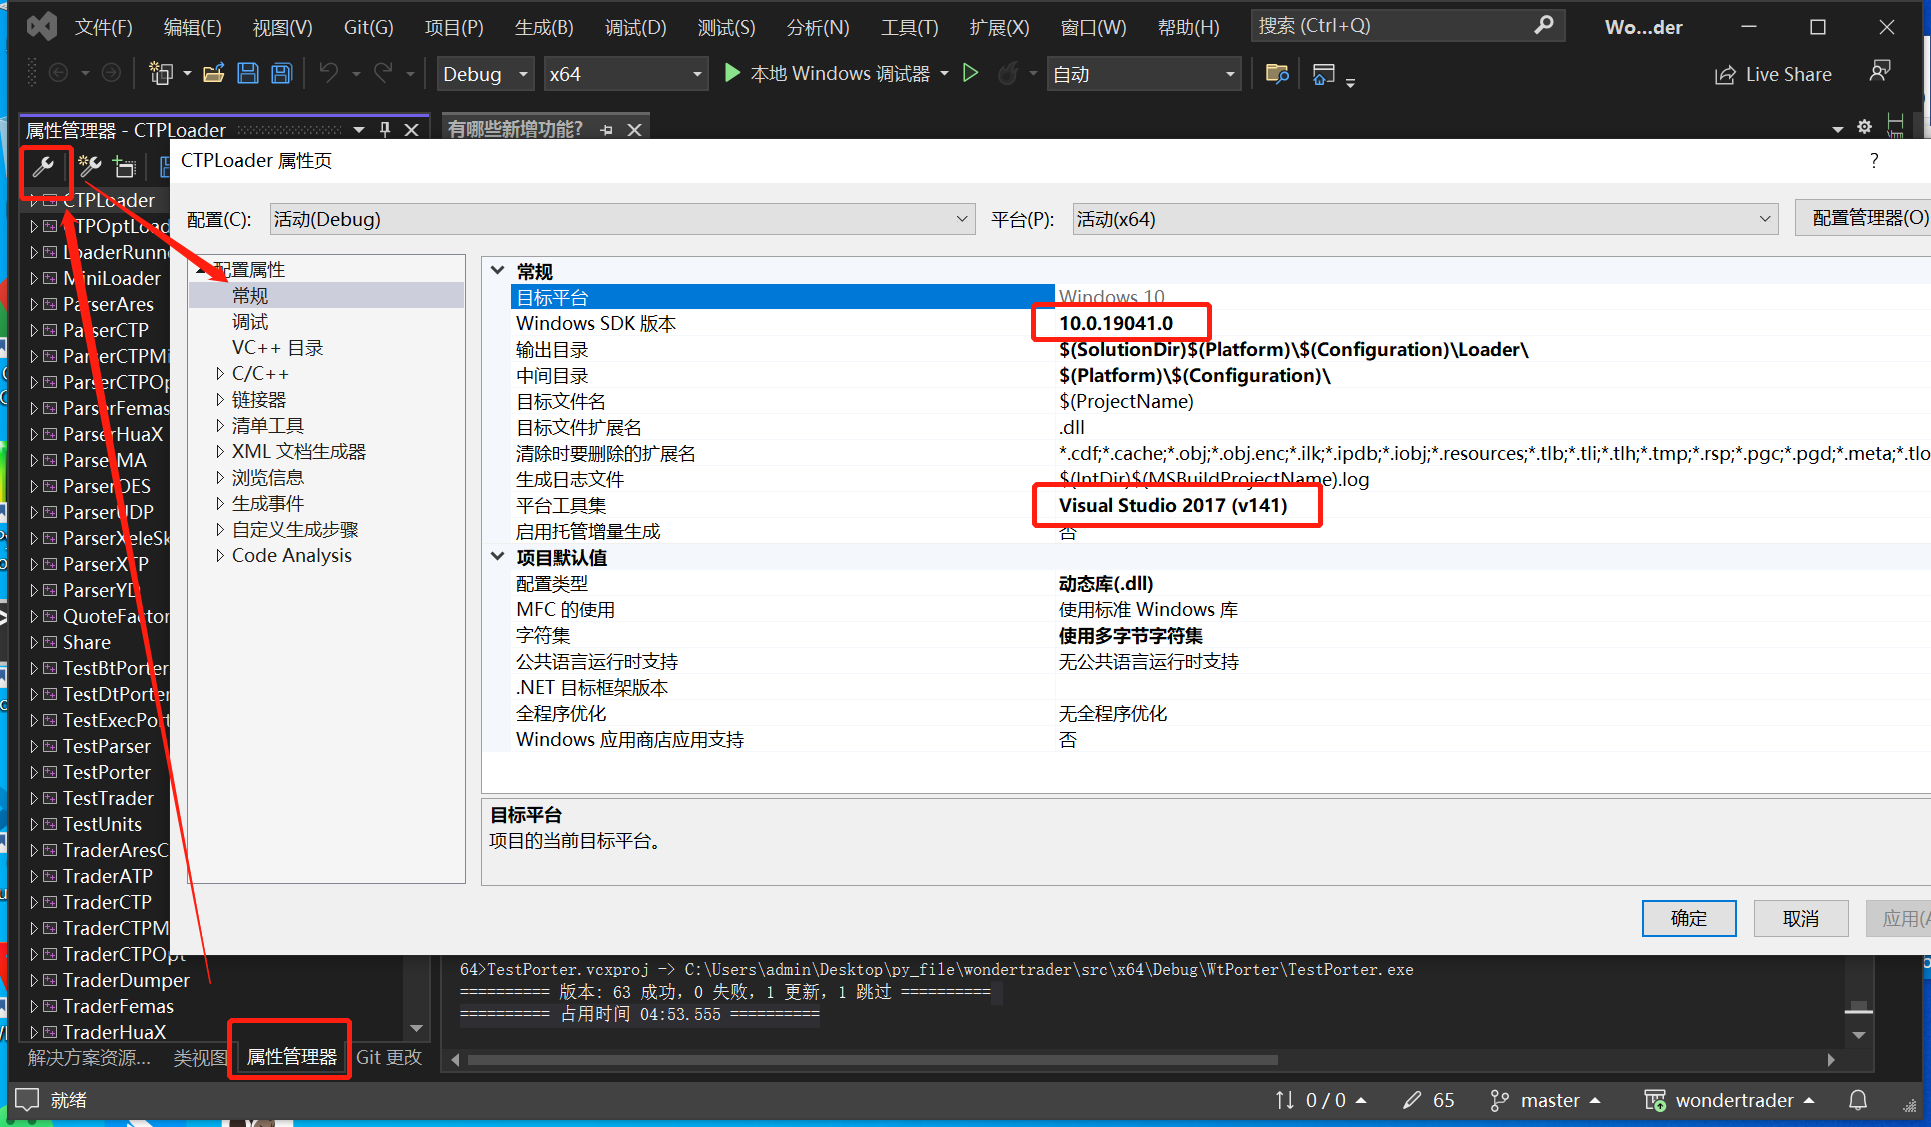 文件(F) 编辑(E) 视图(V) Git(G) 项目(P) 生成(B) 调试(D) 测试(S) 分析(N) 工具(T) 扩展(X) 窗口(W) 帮助(H) 搜索 (Ctrl+Q) Wo...der
Debug x64 本地 Windows 调试器 自动 Live Share
属性管理器 - CTPLoader
有哪些新增功能?
CTPLoader 属性页 ?
配置(C): 活动(Debug) 平台(P): 活动(x64) 配置管理器(O)
CTPLoader
CTPOptLoad
LoaderRunn
MiniLoader
ParserAres
ParserCTP
ParserCTPMi
ParserCTPOp
ParserFemas
ParserHuaX
ParserMA
ParserOES
ParserUDP
ParserXeleSk
ParserXTP
ParserYD
QuoteFactor
Share
TestBtPorter
TestDtPorter
TestExecPort
TestParser
TestPorter
TestTrader
TestUnits
TraderAresC
TraderATP
TraderCTP
TraderCTPM
TraderCTPOpt
TraderDumper
TraderFemas
TraderHuaX
配置属性
常规
调试
VC++ 目录
C/C++
链接器
清单工具
XML 文档生成器
浏览信息
生成事件
自定义生成步骤
Code Analysis
常规
目标平台 Windows 10
Windows SDK 版本 10.0.19041.0
输出目录 $(SolutionDir)$(Platform)\$(Configuration)\Loader\
中间目录 $(Platform)\$(Configuration)\
目标文件名 $(ProjectName)
目标文件扩展名 .dll
清除时要删除的扩展名 *.cdf;*.cache;*.obj;*.obj.enc;*.ilk;*.ipdb;*.iobj;*.resources;*.tlb;*.tli;*.tlh;*.tmp;*.rsp;*.pgc;*.pgd;*.meta;*.tlo
生成日志文件 $(IntDir)$(MSBuildProjectName).log
平台工具集 Visual Studio 2017 (v141)
启用托管增量生成 否
项目默认值
配置类型 动态库(.dll)
MFC 的使用 使用标准 Windows 库
字符集 使用多字节字符集
公共语言运行时支持 无公共语言运行时支持
.NET 目标框架版本
全程序优化 无全程序优化
Windows 应用商店应用支持 否
目标平台
项目的当前目标平台。
确定 取消 应用(A
64>TestPorter.vcxproj -> C:\Users\admin\Desktop\py_file\wondertrader\src\x64\Debug\WtPorter\TestPorter.exe
========== 版本: 63 成功，0 失败，1 更新，1 跳过 ==========
========== 占用时间 04:53.555 ==========
解决方案资源... 类视图 属性管理器 Git 更改
就绪 0 / 0 65 master wondertrader